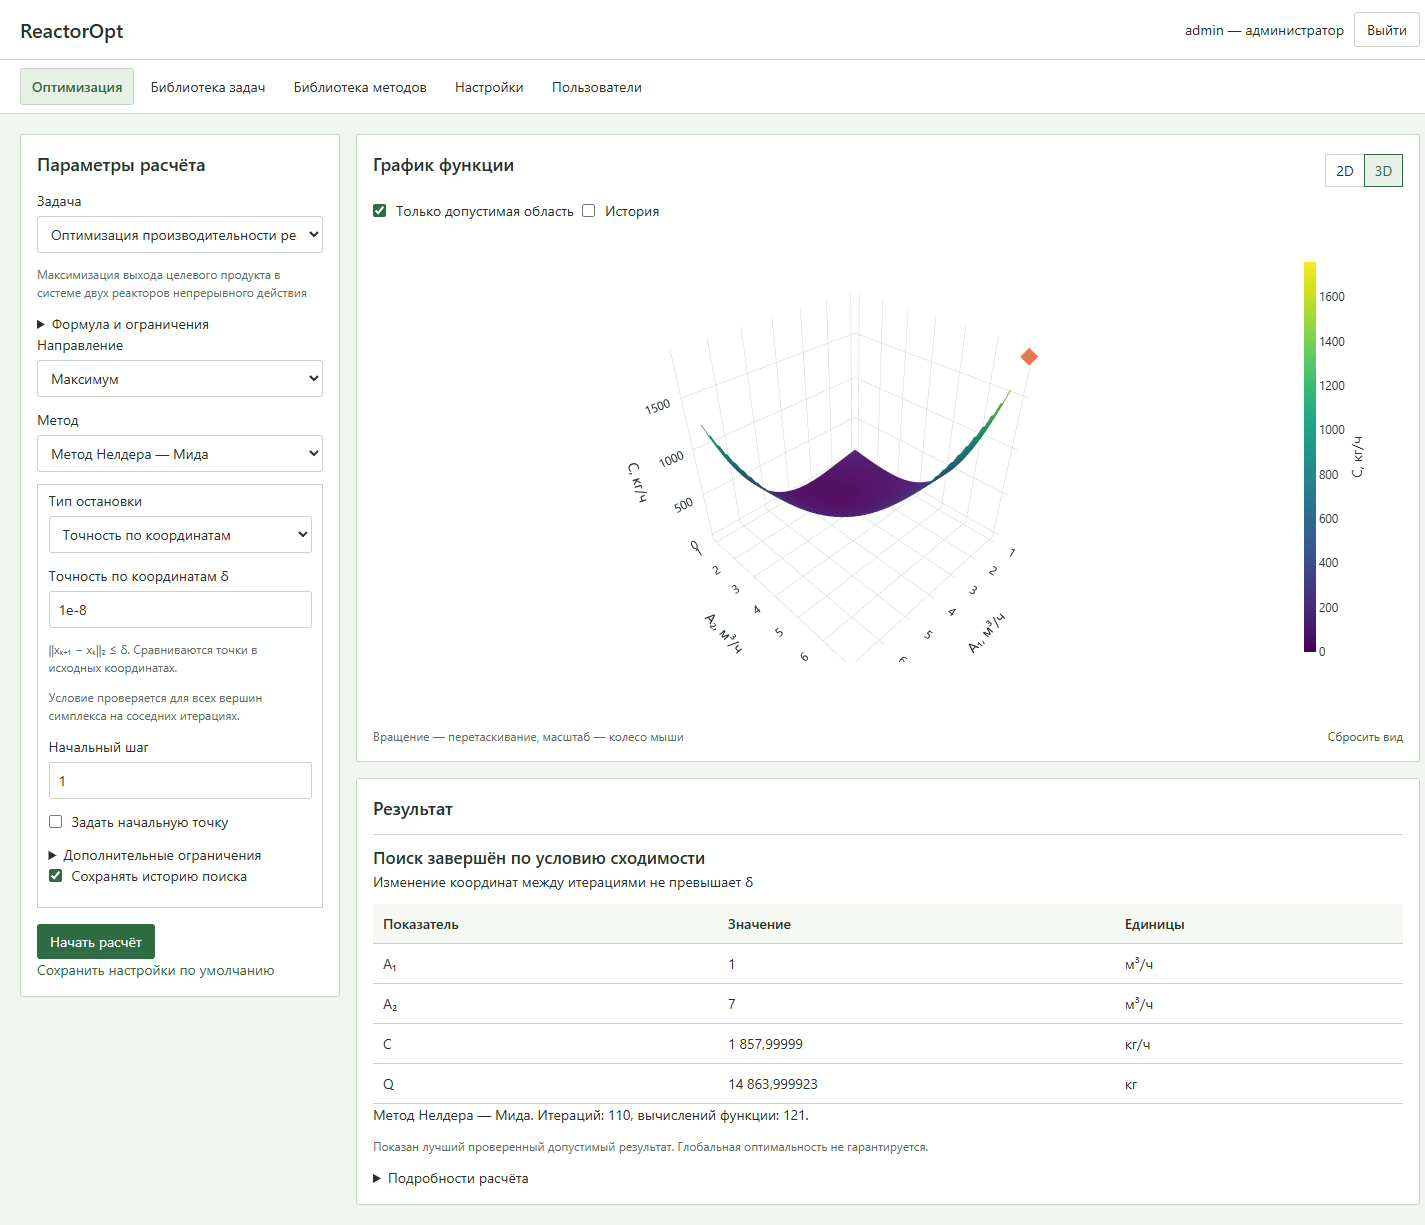 ReactorOpt
admin — администратор
Выйти
Оптимизация
Библиотека задач
Библиотека методов
Настройки
Пользователи
Параметры расчёта
Задача
Оптимизация производительности ре
Максимизация выхода целевого продукта в
системе двух реакторов непрерывного действия
Формула и ограничения
Направление
Максимум
Метод
Метод Нелдера — Мида
Тип остановки
Точность по координатам
Точность по координатам δ
1e-8
||xₖ₊₁ − xₖ||₂ ≤ δ. Сравниваются точки в
исходных координатах.
Условие проверяется для всех вершин
симплекса на соседних итерациях.
Начальный шаг
1
Задать начальную точку
Дополнительные ограничения
Сохранять историю поиска
Начать расчёт
Сохранить настройки по умолчанию
График функции
2D
3D
Только допустимая область
История
1500
1000
500
0
C, кг/ч
1
2
3
4
5
6
A₂, м³/ч
1
2
3
4
5
6
A₁, м³/ч
1600
1400
1200
1000
800
600
400
200
0
C, кг/ч
Вращение — перетаскивание, масштаб — колесо мыши
Сбросить вид
Результат
Поиск завершён по условию сходимости
Изменение координат между итерациями не превышает δ
Показатель Значение Единицы
A₁ 1 м³/ч
A₂ 7 м³/ч
C 1 857,99999 кг/ч
Q 14 863,999923 кг
Метод Нелдера — Мида. Итераций: 110, вычислений функции: 121.
Показан лучший проверенный допустимый результат. Глобальная оптимальность не гарантируется.
Подробности расчёта